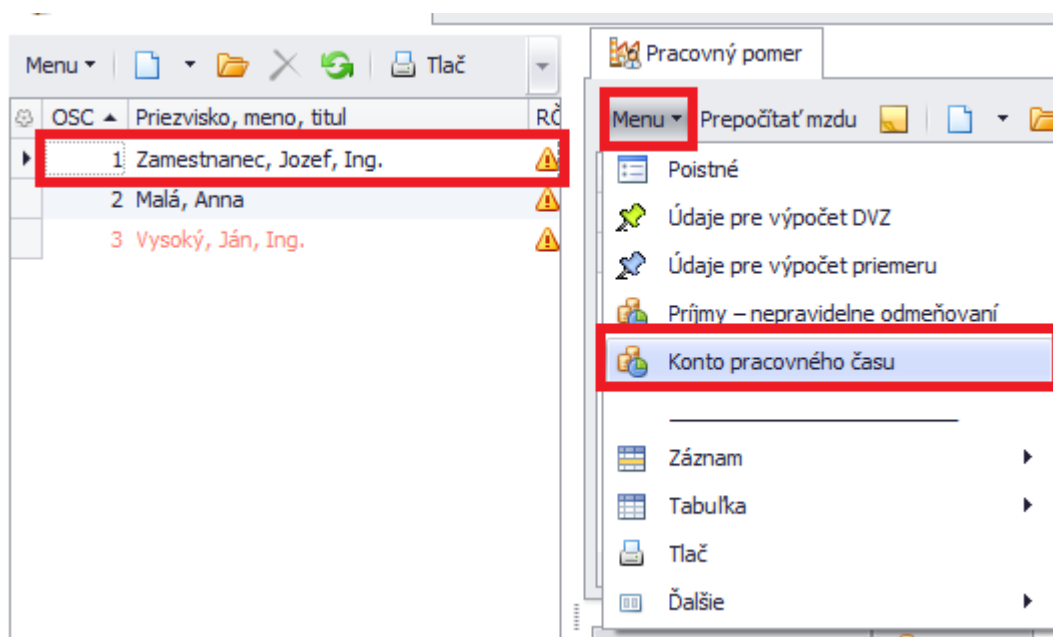 Menu
Tlač
OSC Priezvisko, meno, titul RČ
1 Zamestnanec, Jozef, Ing.
2 Malá, Anna
3 Vysoký, Ján, Ing.
Pracovný pomer
Menu Prepočítať mzdu
Poistné
Údaje pre výpočet DVZ
Údaje pre výpočet priemeru
Príjmy – nepravidelne odmeňovaní
Konto pracovného času
Záznam
Tabuľka
Tlač
Ďalšie